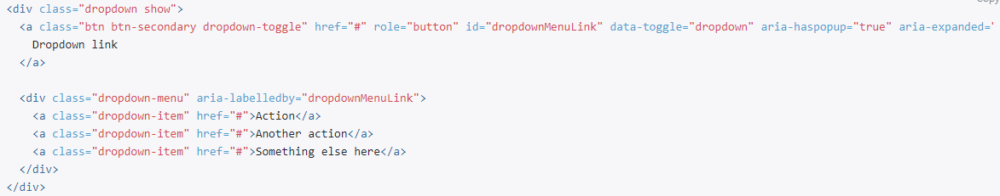 Copy
<div class="dropdown show">
  <a class="btn btn-secondary dropdown-toggle" href="#" role="button" id="dropdownMenuLink" data-toggle="dropdown" aria-haspopup="true" aria-expanded="
    Dropdown link
  </a>

  <div class="dropdown-menu" aria-labelledby="dropdownMenuLink">
    <a class="dropdown-item" href="#">Action</a>
    <a class="dropdown-item" href="#">Another action</a>
    <a class="dropdown-item" href="#">Something else here</a>
  </div>
</div>